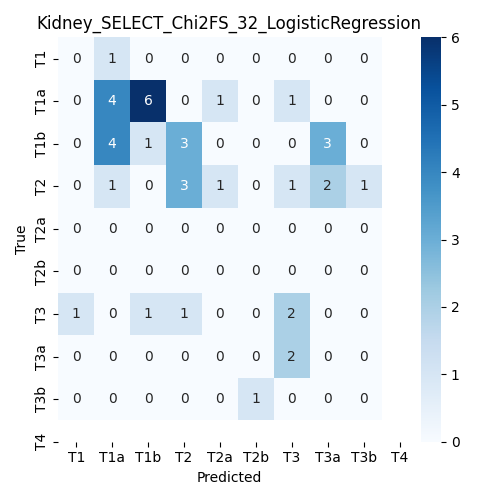 Kidney_SELECT_Chi2FS_32_LogisticRegression
T1 0 1 0 0 0 0 0 0 0
T1a 0 4 6 0 1 0 1 0 0
T1b 0 4 1 3 0 0 0 3 0
T2 0 1 0 3 1 0 1 2 1
T2a 0 0 0 0 0 0 0 0 0
T2b 0 0 0 0 0 0 0 0 0
T3 1 0 1 1 0 0 2 0 0
T3a 0 0 0 0 0 0 2 0 0
T3b 0 0 0 0 0 1 0 0 0
T4
T1 T1a T1b T2 T2a T2b T3 T3a T3b T4
True
Predicted
6
5
4
3
2
1
0